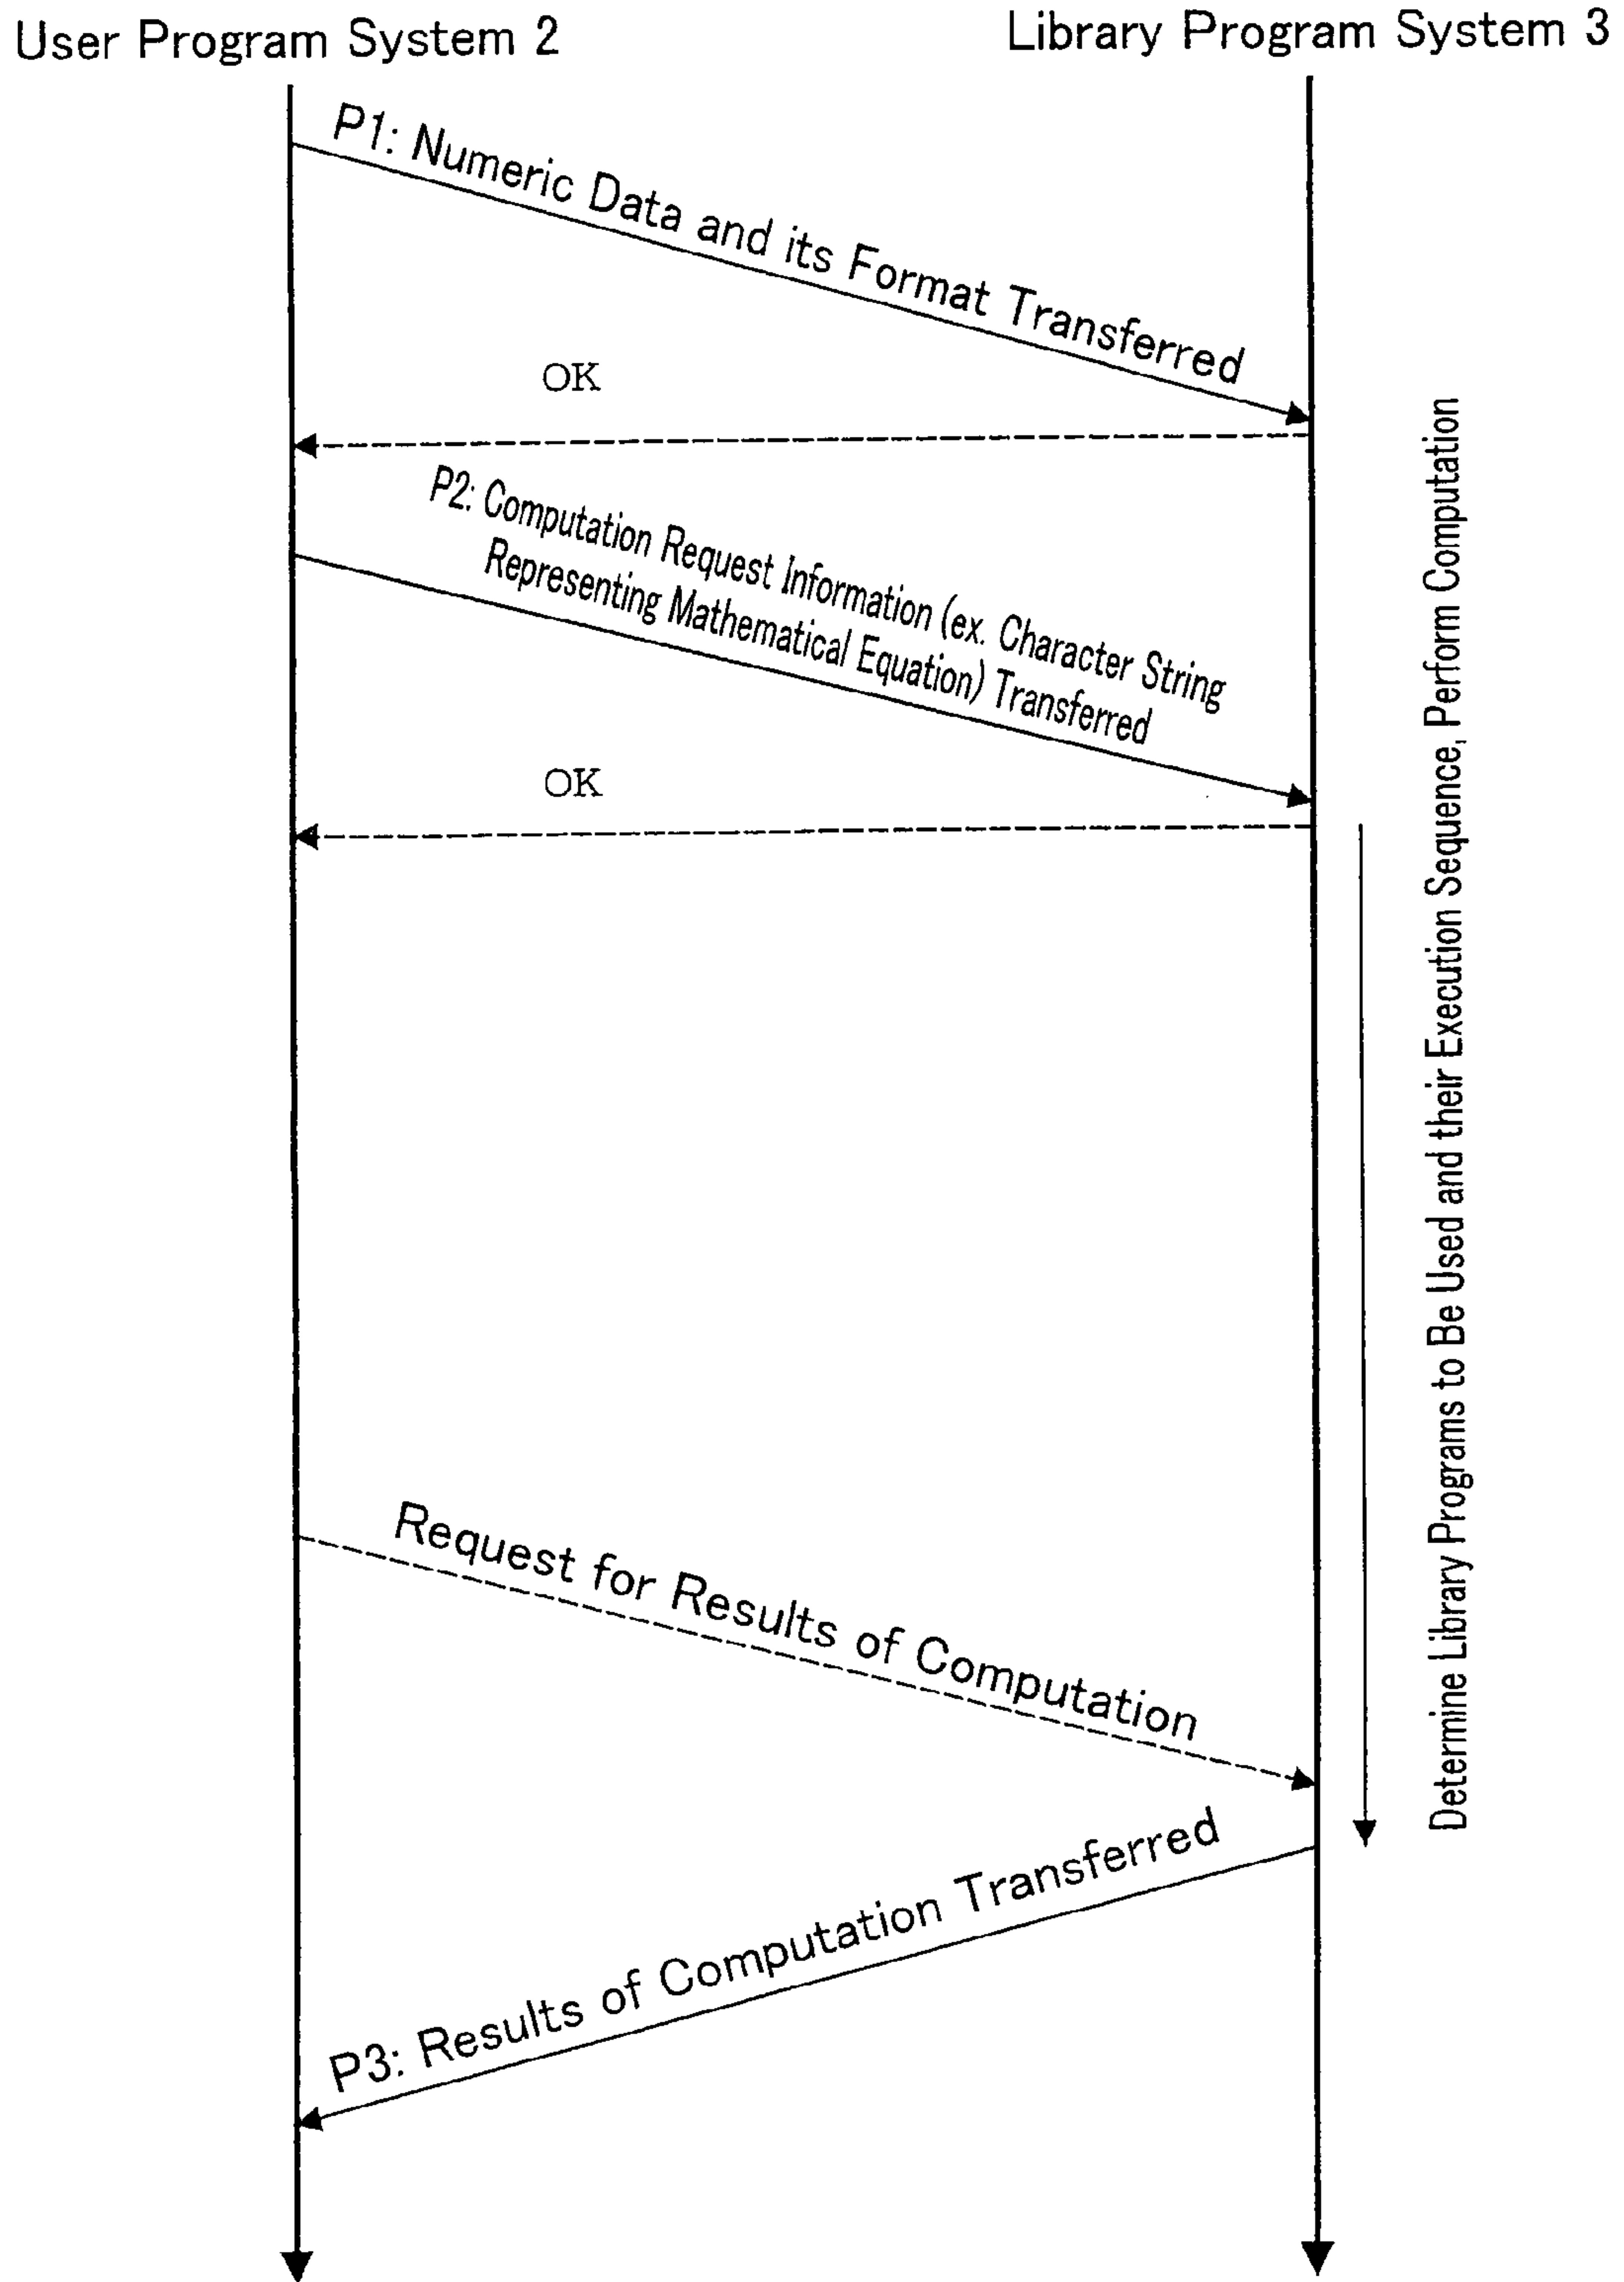 User Program System 2
Library Program System 3
P1: Numeric Data and its Format Transferred
OK
P2: Computation Request Information (ex. Character String
Representing Mathematical Equation) Transferred
OK
Determine Library Programs to Be Used and their Execution Sequence, Perform Computation
Request for Results of Computation
P3: Results of Computation Transferred